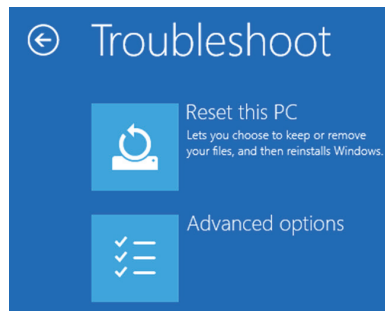 Troubleshoot
Reset this PC
Lets you choose to keep or remove
your files, and then reinstalls Windows.
Advanced options